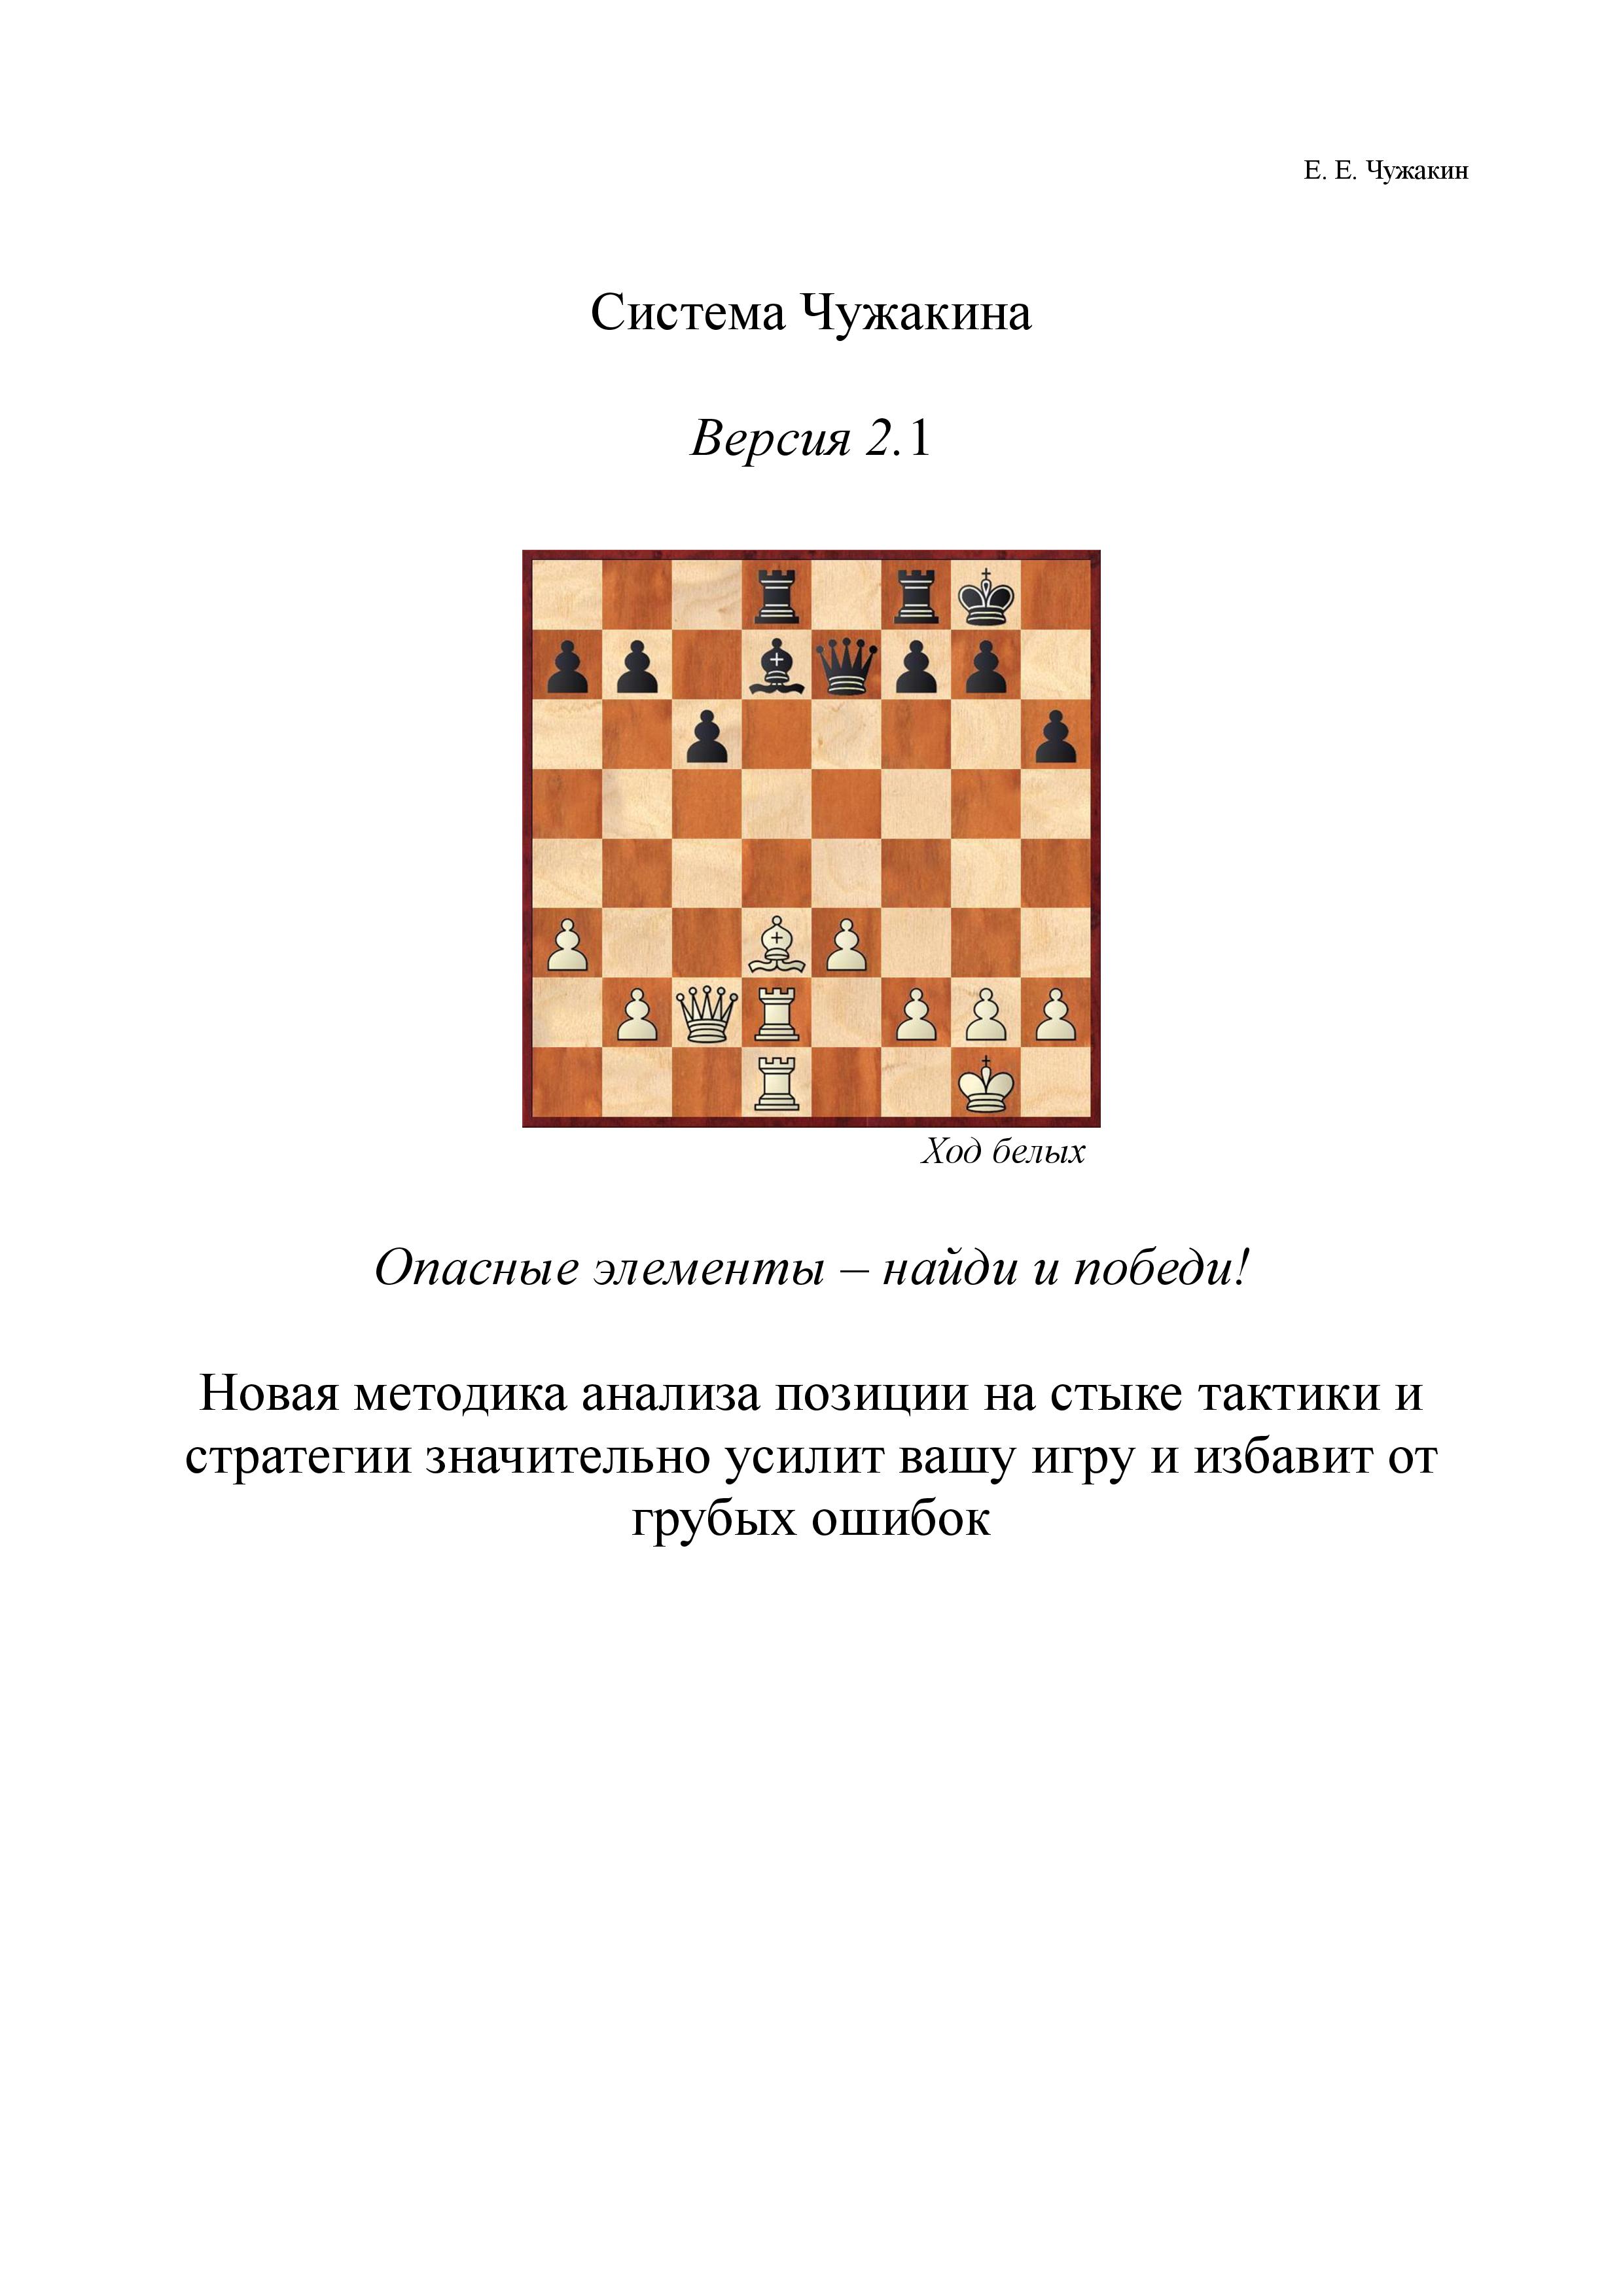 Е. Е. Чужакин
Система Чужакина
Версия 2.1
Ход белых
Опасные элементы – найди и победи!
Новая методика анализа позиции на стыке тактики и
стратегии значительно усилит вашу игру и избавит от
грубых ошибок